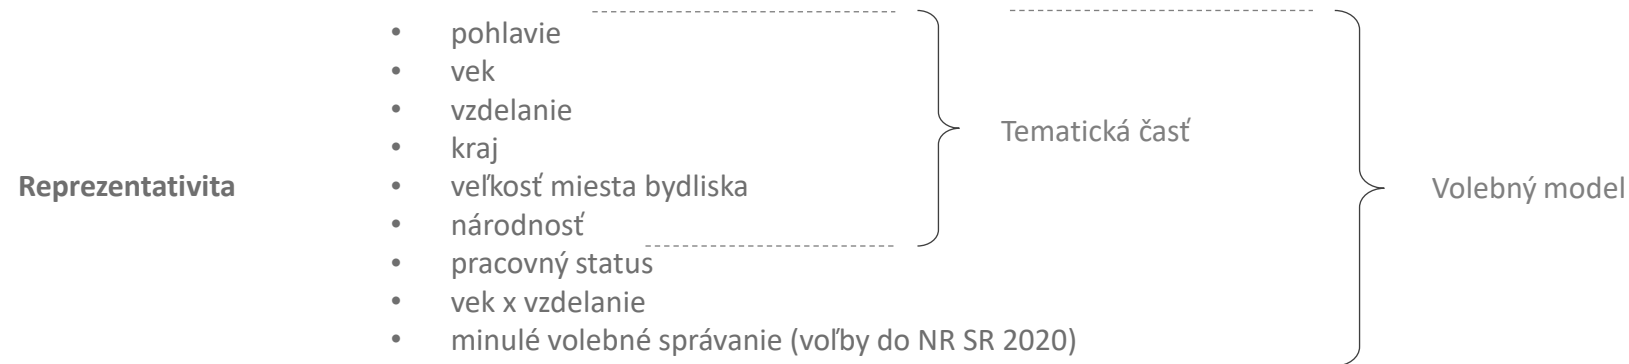 Reprezentativita
• pohlavie
• vek
• vzdelanie
• kraj
• veľkosť miesta bydliska
• národnosť
• pracovný status
• vek x vzdelanie
• minulé volebné správanie (voľby do NR SR 2020)
Tematická časť
Volebný model